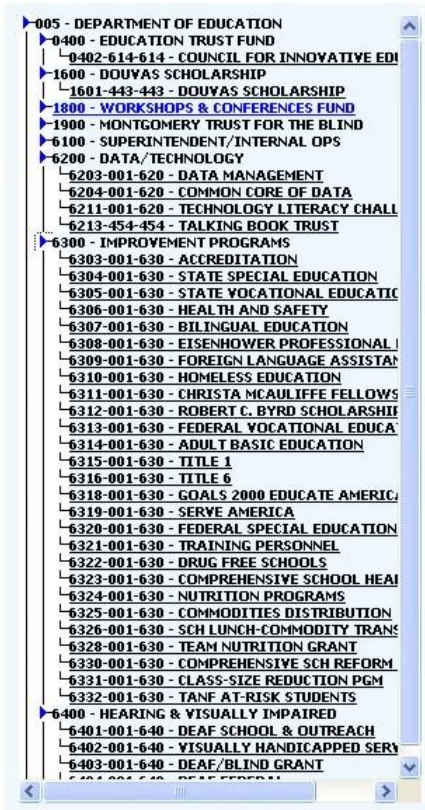 005 - DEPARTMENT OF EDUCATION
0400 - EDUCATION TRUST FUND
0402-614-614 - COUNCIL FOR INNOVATIVE EDU
1600 - DOUVAS SCHOLARSHIP
1601-443-443 - DOUVAS SCHOLARSHIP
1800 - WORKSHOPS & CONFERENCES FUND
1900 - MONTGOMERY TRUST FOR THE BLIND
6100 - SUPERINTENDENT/INTERNAL OPS
6200 - DATA/TECHNOLOGY
6203-001-620 - DATA MANAGEMENT
6204-001-620 - COMMON CORE OF DATA
6211-001-620 - TECHNOLOGY LITERACY CHALL
6213-454-454 - TALKING BOOK TRUST
6300 - IMPROVEMENT PROGRAMS
6303-001-630 - ACCREDITATION
6304-001-630 - STATE SPECIAL EDUCATION
6305-001-630 - STATE VOCATIONAL EDUCATIO
6306-001-630 - HEALTH AND SAFETY
6307-001-630 - BILINGUAL EDUCATION
6308-001-630 - EISENHOWER PROFESSIONAL
6309-001-630 - FOREIGN LANGUAGE ASSISTAN
6310-001-630 - HOMELESS EDUCATION
6311-001-630 - CHRISTA MCAULIFFE FELLOWS
6312-001-630 - ROBERT C. BYRD SCHOLARSHIP
6313-001-630 - FEDERAL VOCATIONAL EDUCA
6314-001-630 - ADULT BASIC EDUCATION
6315-001-630 - TITLE 1
6316-001-630 - TITLE 6
6318-001-630 - GOALS 2000 EDUCATE AMERICA
6319-001-630 - SERVE AMERICA
6320-001-630 - FEDERAL SPECIAL EDUCATION
6321-001-630 - TRAINING PERSONNEL
6322-001-630 - DRUG FREE SCHOOLS
6323-001-630 - COMPREHENSIVE SCHOOL HEAL
6324-001-630 - NUTRITION PROGRAMS
6325-001-630 - COMMODITIES DISTRIBUTION
6326-001-630 - SCH LUNCH-COMMODITY TRANS
6328-001-630 - TEAM NUTRITION GRANT
6330-001-630 - COMPREHENSIVE SCH REFORM
6331-001-630 - CLASS-SIZE REDUCTION PGM
6332-001-630 - TANF AT-RISK STUDENTS
6400 - HEARING & VISUALLY IMPAIRED
6401-001-640 - DEAF SCHOOL & OUTREACH
6402-001-640 - VISUALLY HANDICAPPED SERV
6403-001-640 - DEAF/BLIND GRANT
6404-001-640 - DEAF FEDERAL